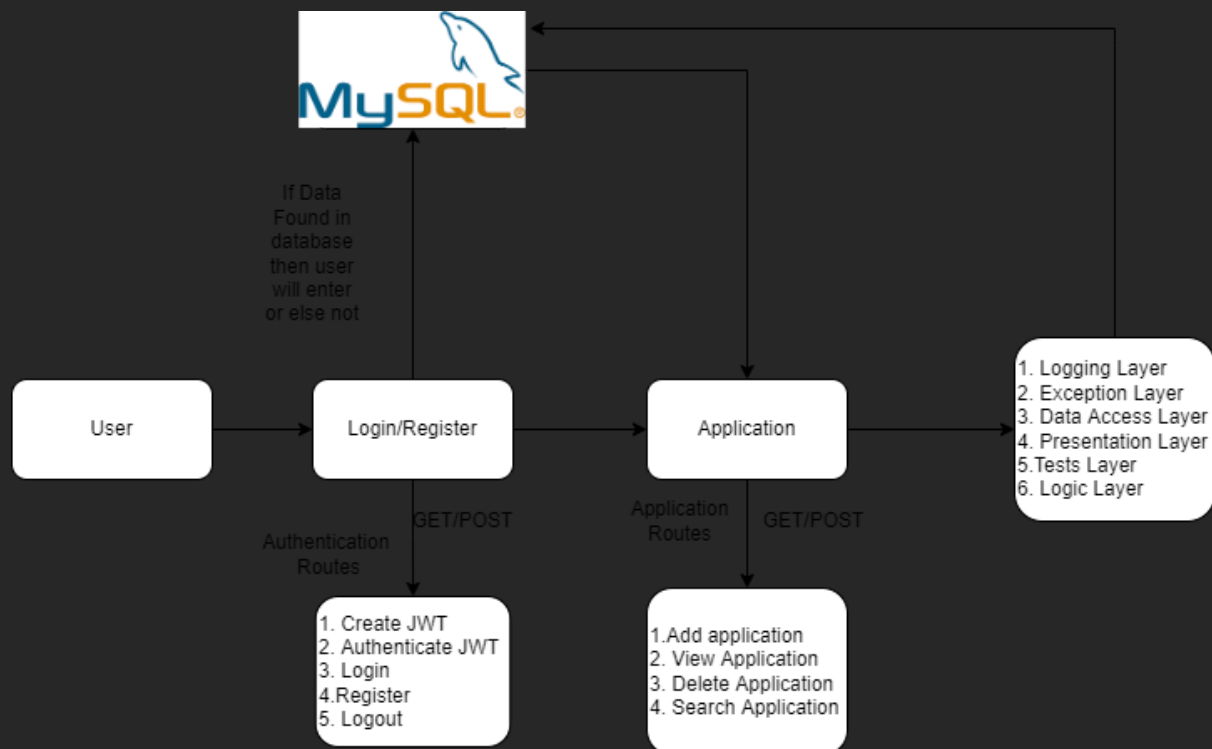 MySQL®
If Data
Found in
database
then user
will enter
or else not
User
Login/Register
Application
1. Logging Layer
2. Exception Layer
3. Data Access Layer
4. Presentation Layer
5.Tests Layer
6. Logic Layer
GET/POST
Authentication
Routes
Application
Routes
GET/POST
1. Create JWT
2. Authenticate JWT
3. Login
4.Register
5. Logout
1.Add application
2. View Application
3. Delete Application
4. Search Application